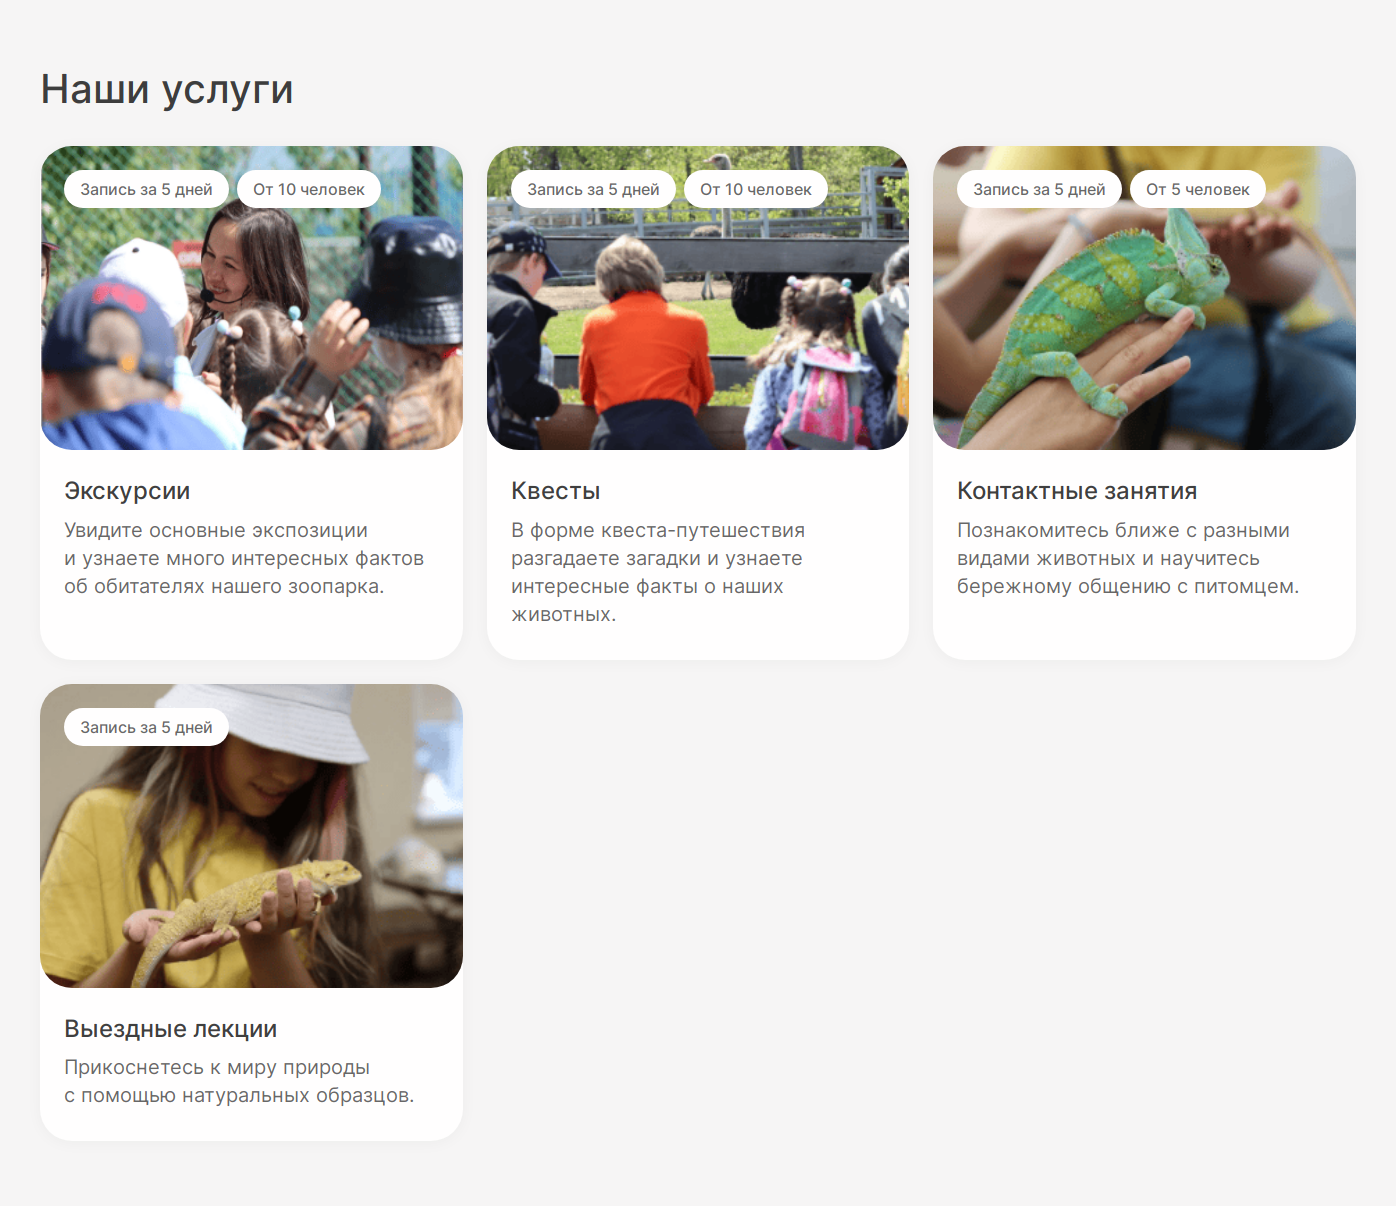 Наши услуги
Запись за 5 дней
От 10 человек
Запись за 5 дней
От 10 человек
Запись за 5 дней
От 5 человек
Экскурсии
Увидите основные экспозиции
и узнаете много интересных фактов
об обитателях нашего зоопарка.
Квесты
В форме квеста-путешествия
разгадаете загадки и узнаете
интересные факты о наших
животных.
Контактные занятия
Познакомитесь ближе с разными
видами животных и научитесь
бережному общению с питомцем.
Запись за 5 дней
Выездные лекции
Прикоснетесь к миру природы
с помощью натуральных образцов.